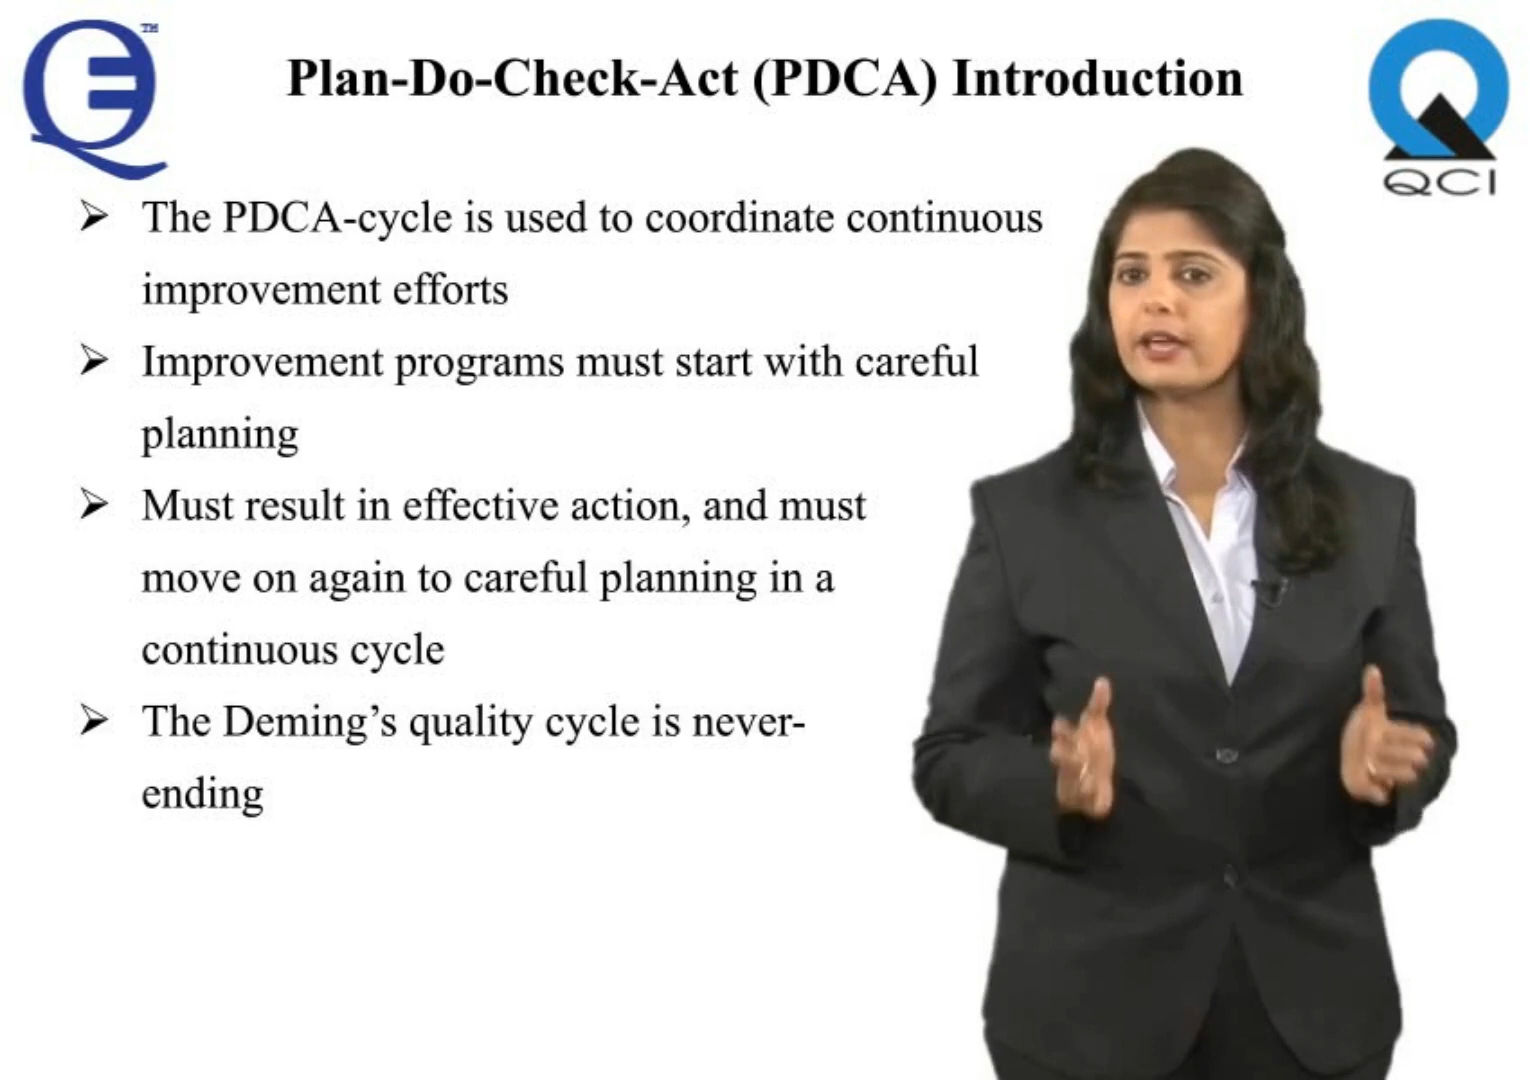 TM
QE
Plan-Do-Check-Act (PDCA) Introduction
QCI
➢ The PDCA-cycle is used to coordinate continuous
improvement efforts
➢ Improvement programs must start with careful
planning
➢ Must result in effective action, and must
move on again to careful planning in a
continuous cycle
➢ The Deming’s quality cycle is never-
ending